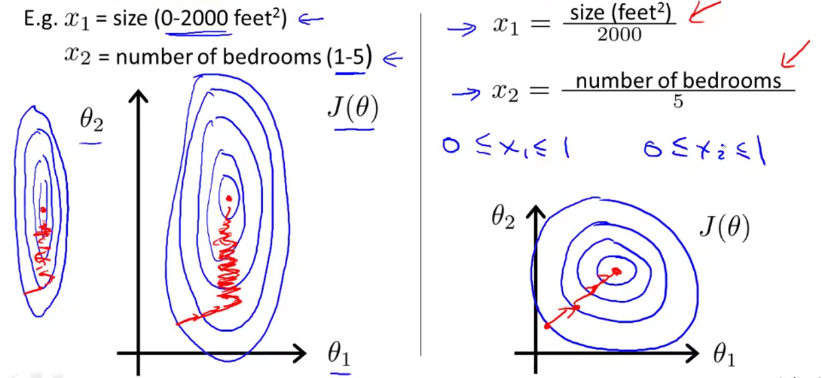 E.g. x₁ = size (0-2000 feet²) ←
x₂ = number of bedrooms (1-5) ←
θ₂
J(θ)
θ₁
→ x₁ = size (feet²) / 2000
→ x₂ = number of bedrooms / 5
0 ≤ x₁ ≤ 1 0 ≤ x₂ ≤ 1
θ₂
J(θ)
θ₁